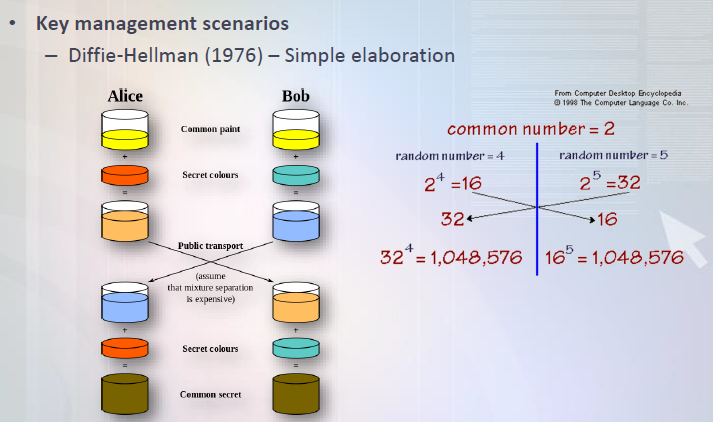 • Key management scenarios
– Diffie-Hellman (1976) – Simple elaboration
Alice
Bob
Common paint
+
+
Secret colours
=
=
Public transport
(assume
that mixture separation
is expensive)
+
+
Secret colours
=
=
Common secret
From Computer Desktop Encyclopedia
© 1998 The Computer Language Co. Inc.
common number = 2
random number = 4
random number = 5
2⁴ =16
2⁵ =32
32
16
32⁴ = 1,048,576
16⁵ = 1,048,576